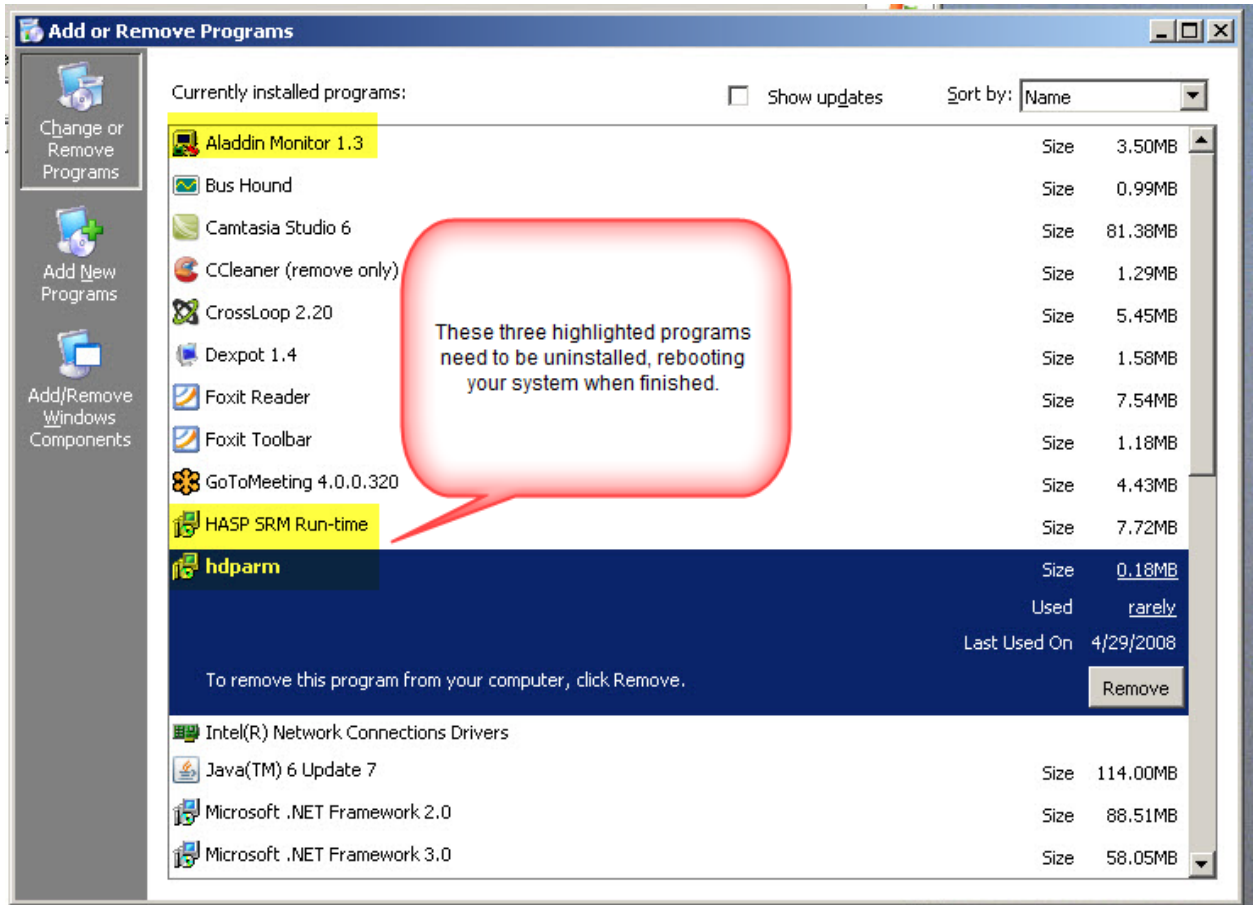 Add or Remove Programs
Change or
Remove
Programs
Add New
Programs
Add/Remove
Windows
Components
Currently installed programs:
Show updates
Sort by: Name
Aladdin Monitor 1.3 Size 3.50MB
Bus Hound Size 0.99MB
Camtasia Studio 6 Size 81.38MB
CCleaner (remove only) Size 1.29MB
CrossLoop 2.20 Size 5.45MB
Dexpot 1.4 Size 1.58MB
Foxit Reader Size 7.54MB
Foxit Toolbar Size 1.18MB
GoToMeeting 4.0.0.320 Size 4.43MB
HASP SRM Run-time Size 7.72MB
hdparm Size 0.18MB
Used rarely
Last Used On 4/29/2008
To remove this program from your computer, click Remove.
Remove
Intel(R) Network Connections Drivers
Java(TM) 6 Update 7 Size 114.00MB
Microsoft .NET Framework 2.0 Size 88.51MB
Microsoft .NET Framework 3.0 Size 58.05MB
These three highlighted programs
need to be uninstalled, rebooting
your system when finished.